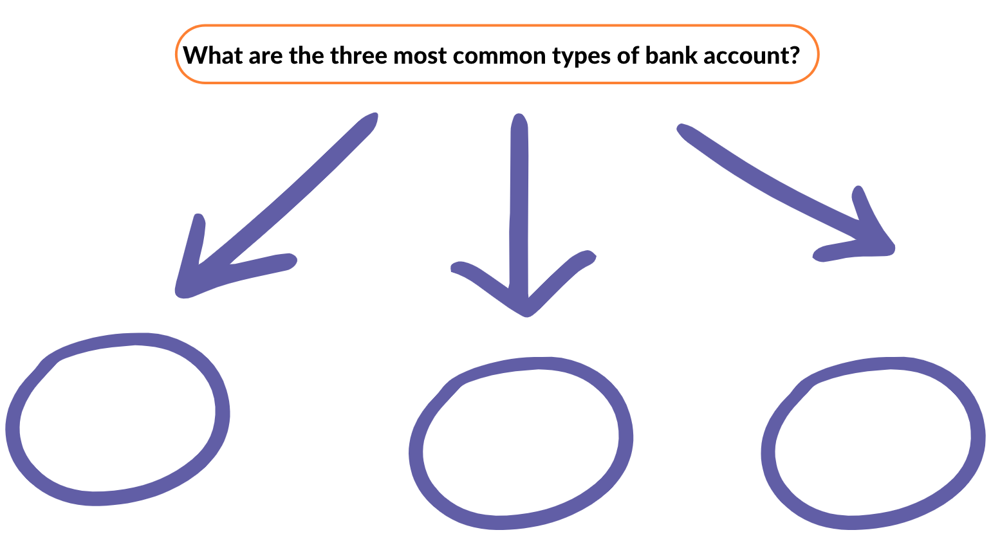 What are the three most common types of bank account?